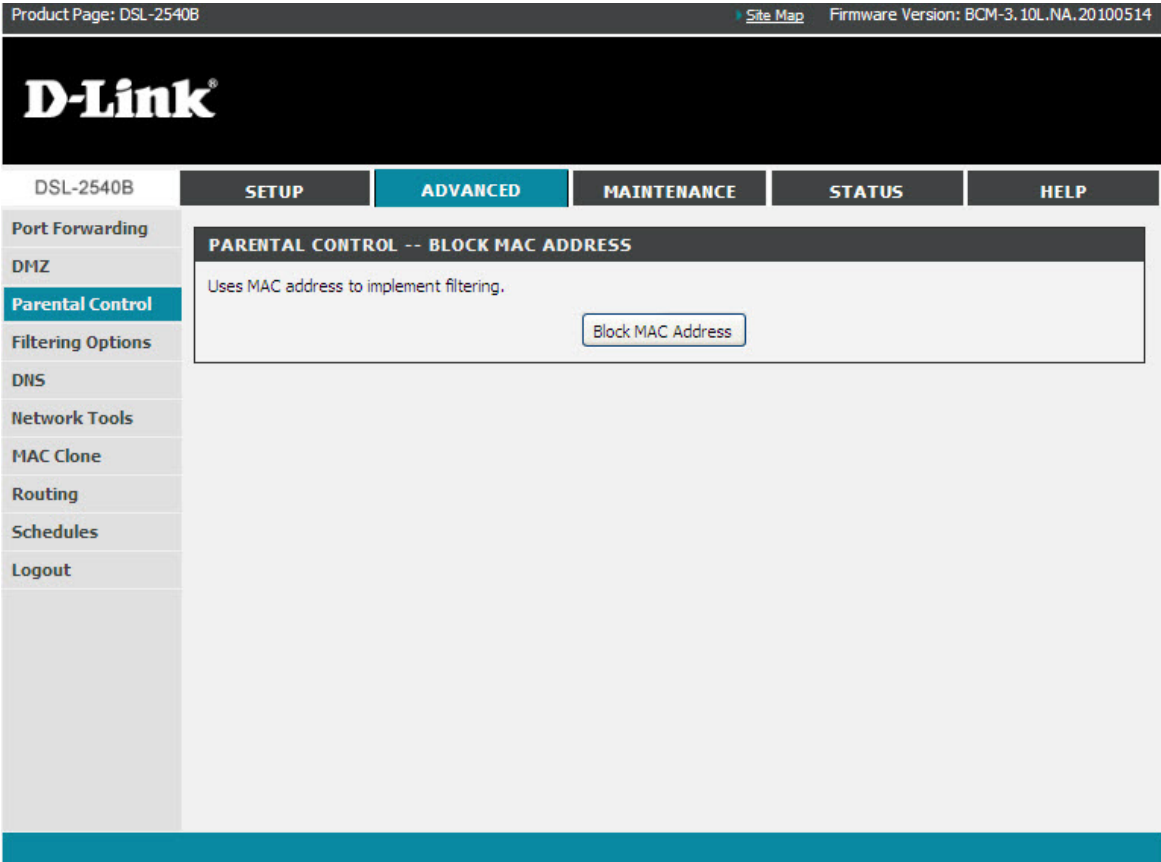 Product Page: DSL-2540B Site Map Firmware Version: BCM-3.10L.NA.20100514
D-Link®
DSL-2540B SETUP ADVANCED MAINTENANCE STATUS HELP
Port Forwarding
DMZ
Parental Control
Filtering Options
DNS
Network Tools
MAC Clone
Routing
Schedules
Logout
PARENTAL CONTROL -- BLOCK MAC ADDRESS
Uses MAC address to implement filtering.
Block MAC Address